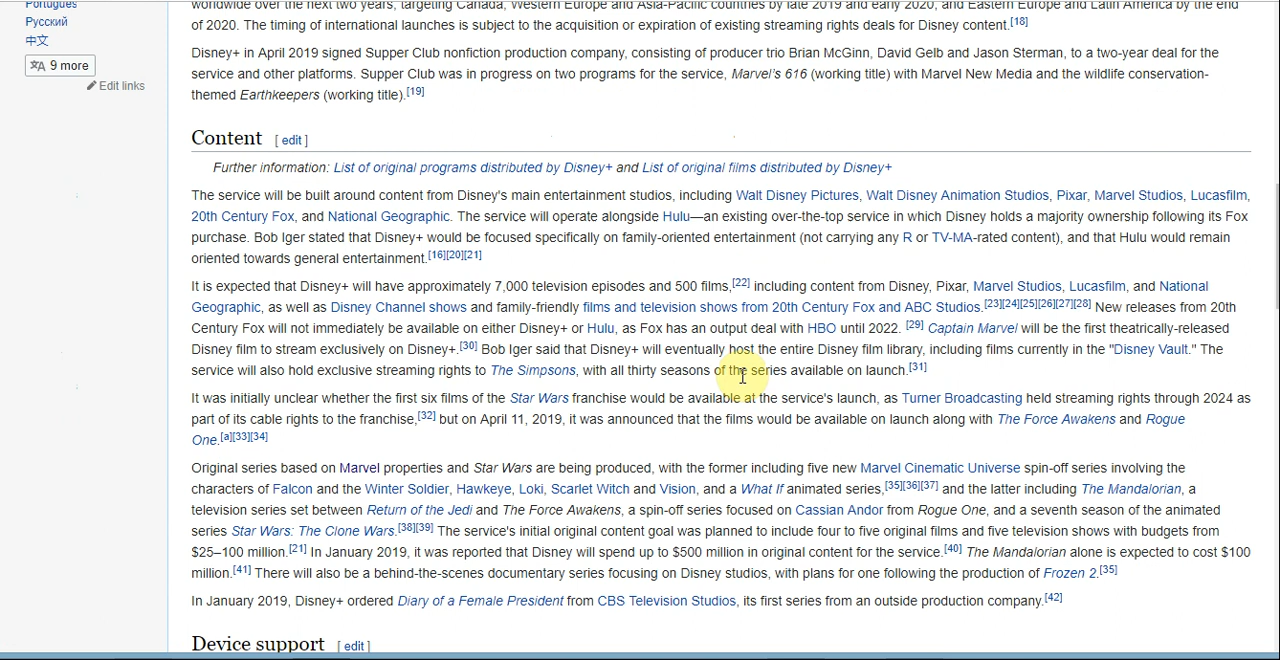 Português
Русский
中文
9 more
Edit links
worldwide over the next two years, targeting Canada, Western Europe and Asia-Pacific countries by late 2019 and early 2020, and Eastern Europe and Latin America by the end
of 2020. The timing of international launches is subject to the acquisition or expiration of existing streaming rights deals for Disney content.[18]
Disney+ in April 2019 signed Supper Club nonfiction production company, consisting of producer trio Brian McGinn, David Gelb and Jason Sterman, to a two-year deal for the
service and other platforms. Supper Club was in progress on two programs for the service, Marvel's 616 (working title) with Marvel New Media and the wildlife conservation-
themed Earthkeepers (working title).[19]
Content [ edit ]
Further information: List of original programs distributed by Disney+ and List of original films distributed by Disney+
The service will be built around content from Disney's main entertainment studios, including Walt Disney Pictures, Walt Disney Animation Studios, Pixar, Marvel Studios, Lucasfilm,
20th Century Fox, and National Geographic. The service will operate alongside Hulu—an existing over-the-top service in which Disney holds a majority ownership following its Fox
purchase. Bob Iger stated that Disney+ would be focused specifically on family-oriented entertainment (not carrying any R or TV-MA-rated content), and that Hulu would remain
oriented towards general entertainment.[16][20][21]
It is expected that Disney+ will have approximately 7,000 television episodes and 500 films,[22] including content from Disney, Pixar, Marvel Studios, Lucasfilm, and National
Geographic, as well as Disney Channel shows and family-friendly films and television shows from 20th Century Fox and ABC Studios.[23][24][25][26][27][28] New releases from 20th
Century Fox will not immediately be available on either Disney+ or Hulu, as Fox has an output deal with HBO until 2022. [29] Captain Marvel will be the first theatrically-released
Disney film to stream exclusively on Disney+.[30] Bob Iger said that Disney+ will eventually host the entire Disney film library, including films currently in the "Disney Vault." The
service will also hold exclusive streaming rights to The Simpsons, with all thirty seasons of the series available on launch.[31]
It was initially unclear whether the first six films of the Star Wars franchise would be available at the service's launch, as Turner Broadcasting held streaming rights through 2024 as
part of its cable rights to the franchise,[32] but on April 11, 2019, it was announced that the films would be available on launch along with The Force Awakens and Rogue
One.[a][33][34]
Original series based on Marvel properties and Star Wars are being produced, with the former including five new Marvel Cinematic Universe spin-off series involving the
characters of Falcon and the Winter Soldier, Hawkeye, Loki, Scarlet Witch and Vision, and a What If animated series,[35][36][37] and the latter including The Mandalorian, a
television series set between Return of the Jedi and The Force Awakens, a spin-off series focused on Cassian Andor from Rogue One, and a seventh season of the animated
series Star Wars: The Clone Wars.[38][39] The service's initial original content goal was planned to include four to five original films and five television shows with budgets from
$25–100 million.[21] In January 2019, it was reported that Disney will spend up to $500 million in original content for the service.[40] The Mandalorian alone is expected to cost $100
million.[41] There will also be a behind-the-scenes documentary series focusing on Disney studios, with plans for one following the production of Frozen 2.[35]
In January 2019, Disney+ ordered Diary of a Female President from CBS Television Studios, its first series from an outside production company.[42]
Device support [ edit ]